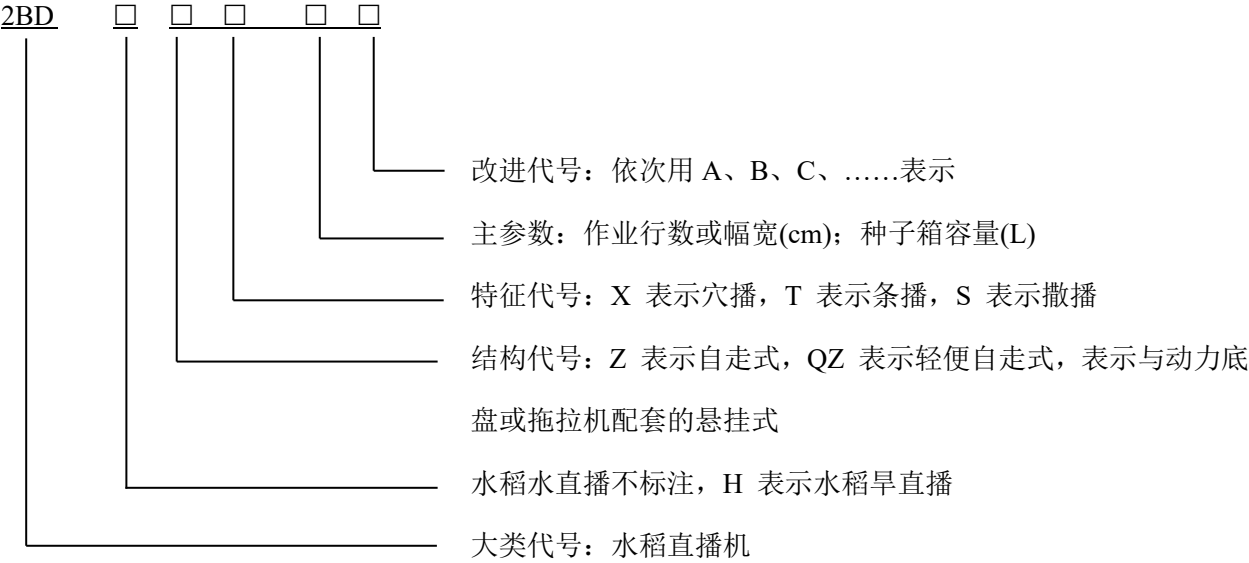 2BD □ □ □ □ □
改进代号：依次用 A、B、C、……表示
主参数：作业行数或幅宽(cm)；种子箱容量(L)
特征代号：X 表示穴播，T 表示条播，S 表示撒播
结构代号：Z 表示自走式，QZ 表示轻便自走式，表示与动力底
盘或拖拉机配套的悬挂式
水稻水直播不标注，H 表示水稻旱直播
大类代号：水稻直播机